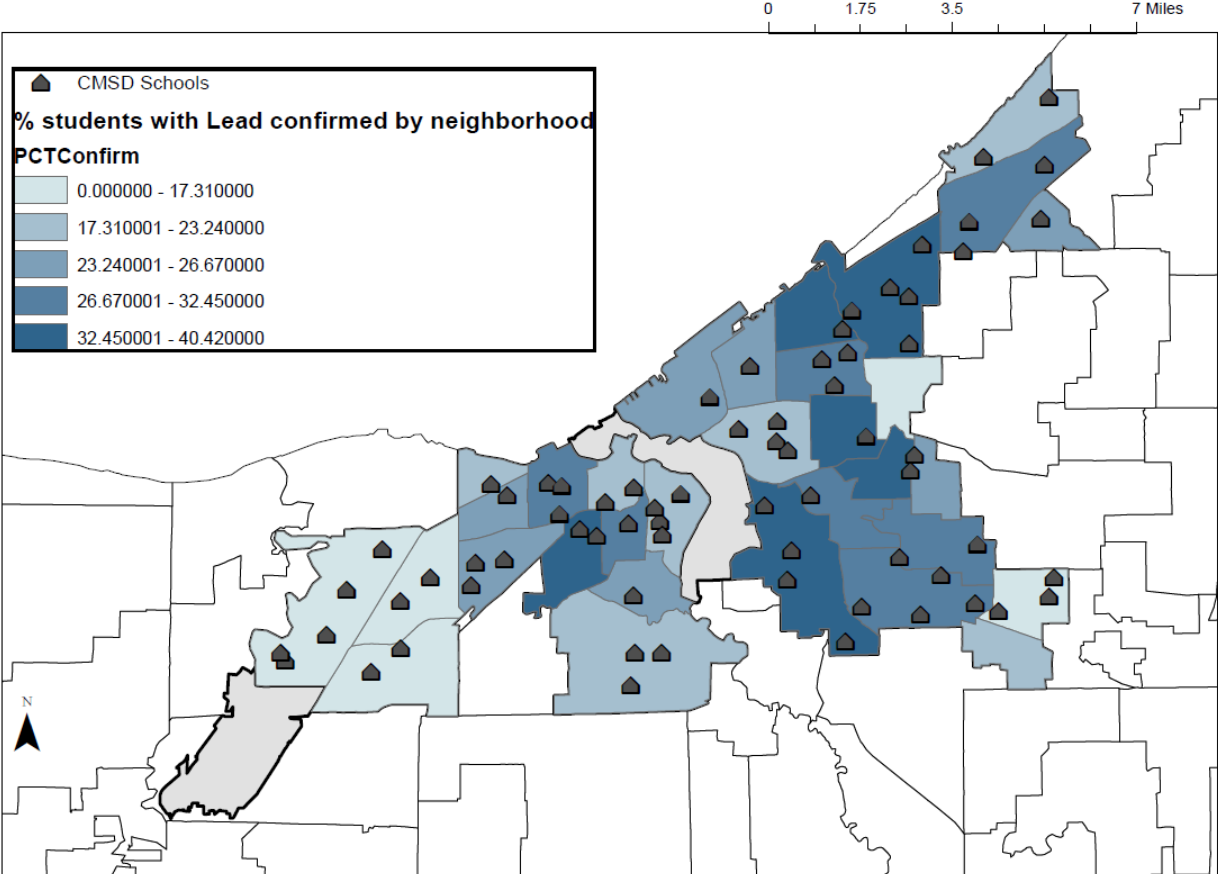 0 1.75 3.5 7 Miles
CMSD Schools
% students with Lead confirmed by neighborhood
PCTConfirm
0.000000 - 17.310000
17.310001 - 23.240000
23.240001 - 26.670000
26.670001 - 32.450000
32.450001 - 40.420000
N